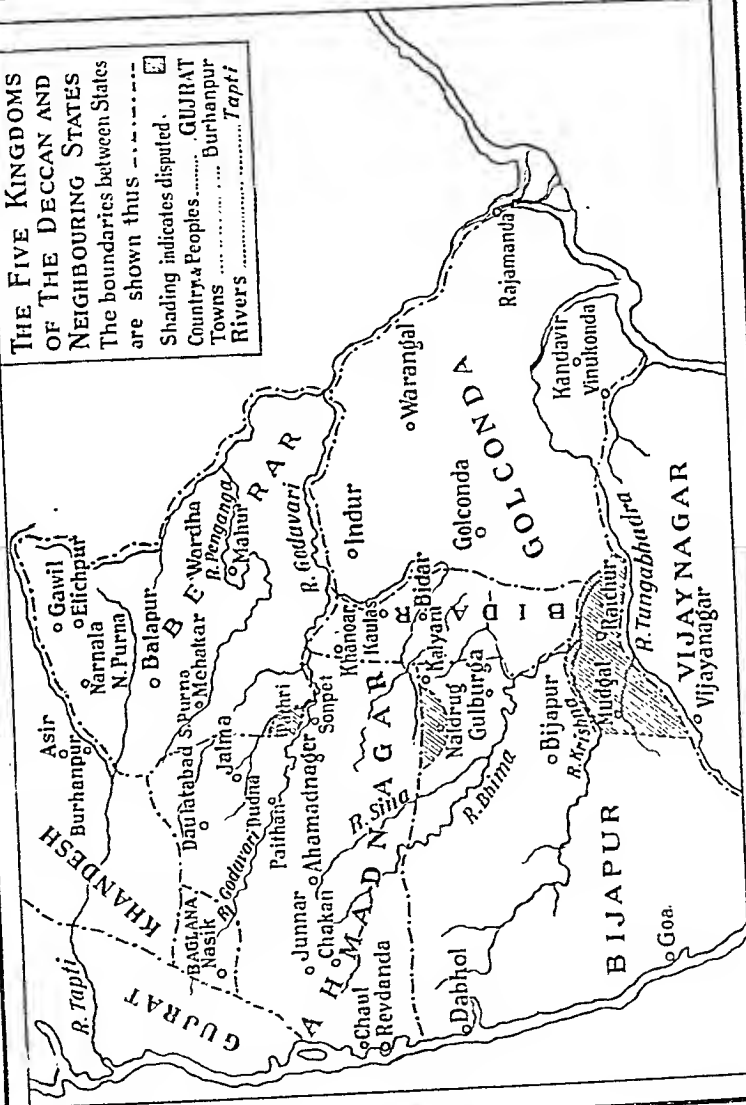 THE FIVE KINGDOMS
OF THE DECCAN AND
NEIGHBOURING STATES
The boundaries between States
are shown thus
Shading indicates disputed.
Country & Peoples GUJRAT
Towns Burhanpur
Rivers Tapti
R. Tapti
Asir
Burhanpur
Gawil
Elichpur
Narnala
N. Purna
Balapur
KHANDESH
GUJRAT
BAGLANA
Nasik
Daulatabad
S. Purna
Mehakar
BERAR
Wardha
R. Penganga
Mahur
Jalma
R. Goduvari
Dudna
Paithan
Pathri
Sonpet
R. Godavari
Indur
Warangal
Rajamanda
Junnar
Chakan
Ahamadnager
AHMADNAGAR
Khandar
Kaulas
Bidar
BIDAR
Kalyani
Golconda
GOLCONDA
Chaul
Revdanda
R. Sina
R. Bhima
Naldrug
Gulburga
Dabhol
Bijapur
R. Krishna
BIJAPUR
Mudgal
Raichur
R. Tungabhadra
Kandavir
Vinukonda
Goa.
VIJAYNAGAR
Vijayanagar